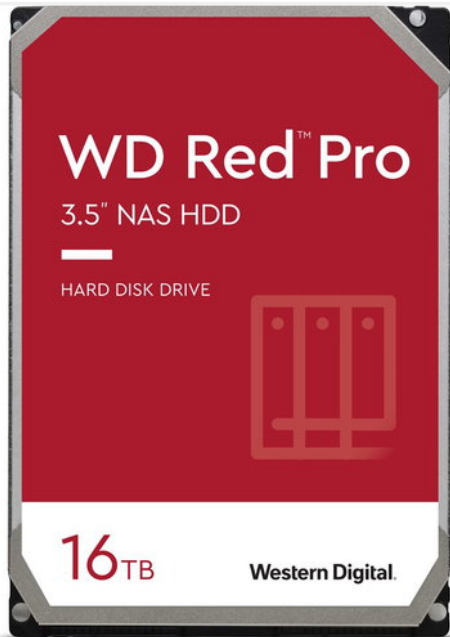 WD Red™ Pro
3.5" NAS HDD
HARD DISK DRIVE
16TB
Western Digital.